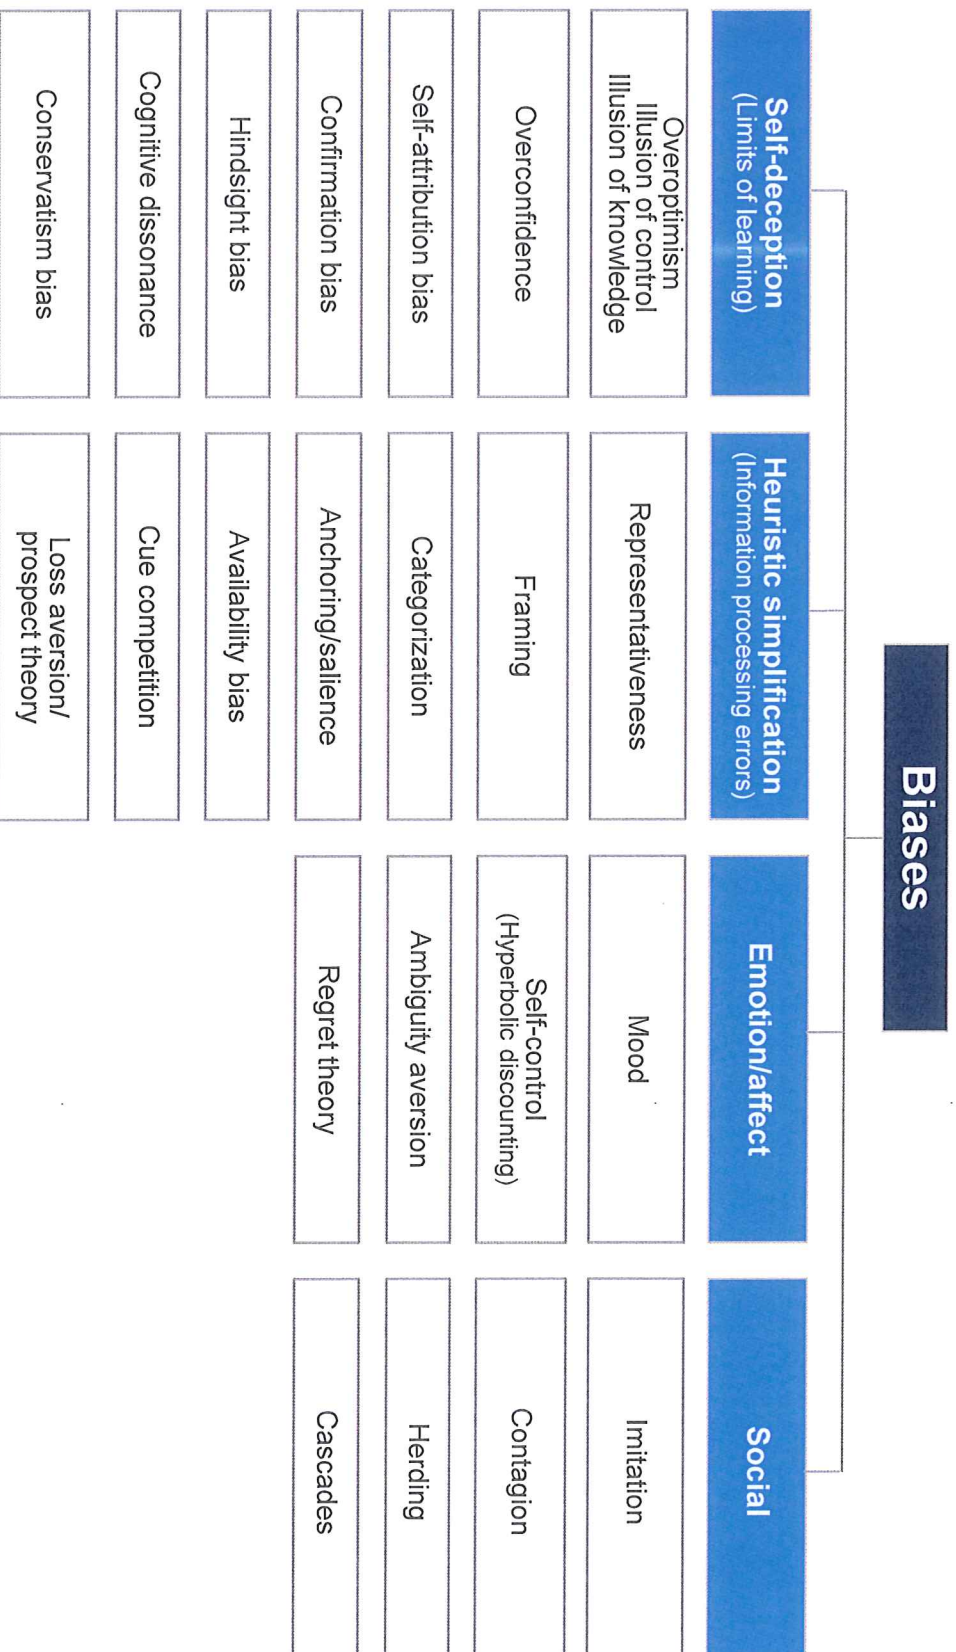 Biases
Self-deception
(Limits of learning)
Overoptimism
Illusion of control
Illusion of knowledge
Overconfidence
Self-attribution bias
Confirmation bias
Hindsight bias
Cognitive dissonance
Conservatism bias
Heuristic simplification
(Information processing errors)
Representativeness
Framing
Categorization
Anchoring/salience
Availability bias
Cue competition
Loss aversion/
prospect theory
Emotion/affect
Mood
Self-control
(Hyperbolic discounting)
Ambiguity aversion
Regret theory
Social
Imitation
Contagion
Herding
Cascades